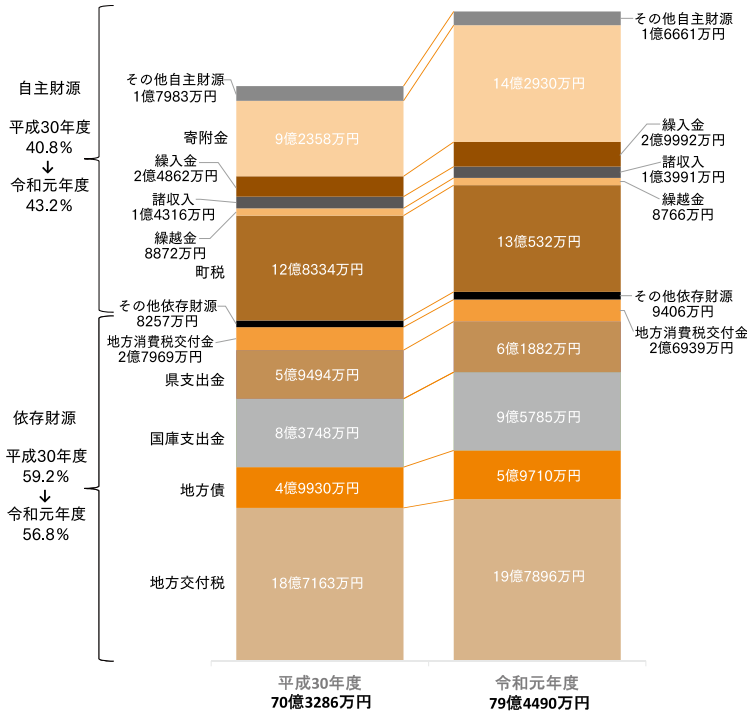 その他自主財源
1億6661万円
自主財源
平成30年度
40.8%
↓
令和元年度
43.2%
その他自主財源
1億7983万円
寄附金
9億2358万円
14億2930万円
繰入金
2億4862万円
繰入金
2億9992万円
諸収入
1億4316万円
諸収入
1億3991万円
繰越金
8872万円
繰越金
8766万円
町税
12億8334万円
13億532万円
その他依存財源
8257万円
その他依存財源
9406万円
地方消費税交付金
2億7969万円
地方消費税交付金
2億6939万円
県支出金
5億9494万円
6億1882万円
依存財源
平成30年度
59.2%
↓
令和元年度
56.8%
国庫支出金
8億3748万円
9億5785万円
地方債
4億9930万円
5億9710万円
地方交付税
18億7163万円
19億7896万円
平成30年度
70億3286万円
令和元年度
79億4490万円